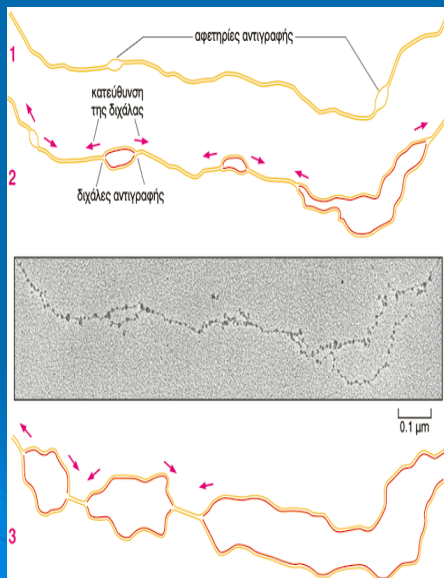 αφετηρίες αντιγραφής
1
κατεύθυνση
της διχάλας
2
διχάλες αντιγραφής
0.1 μm
3